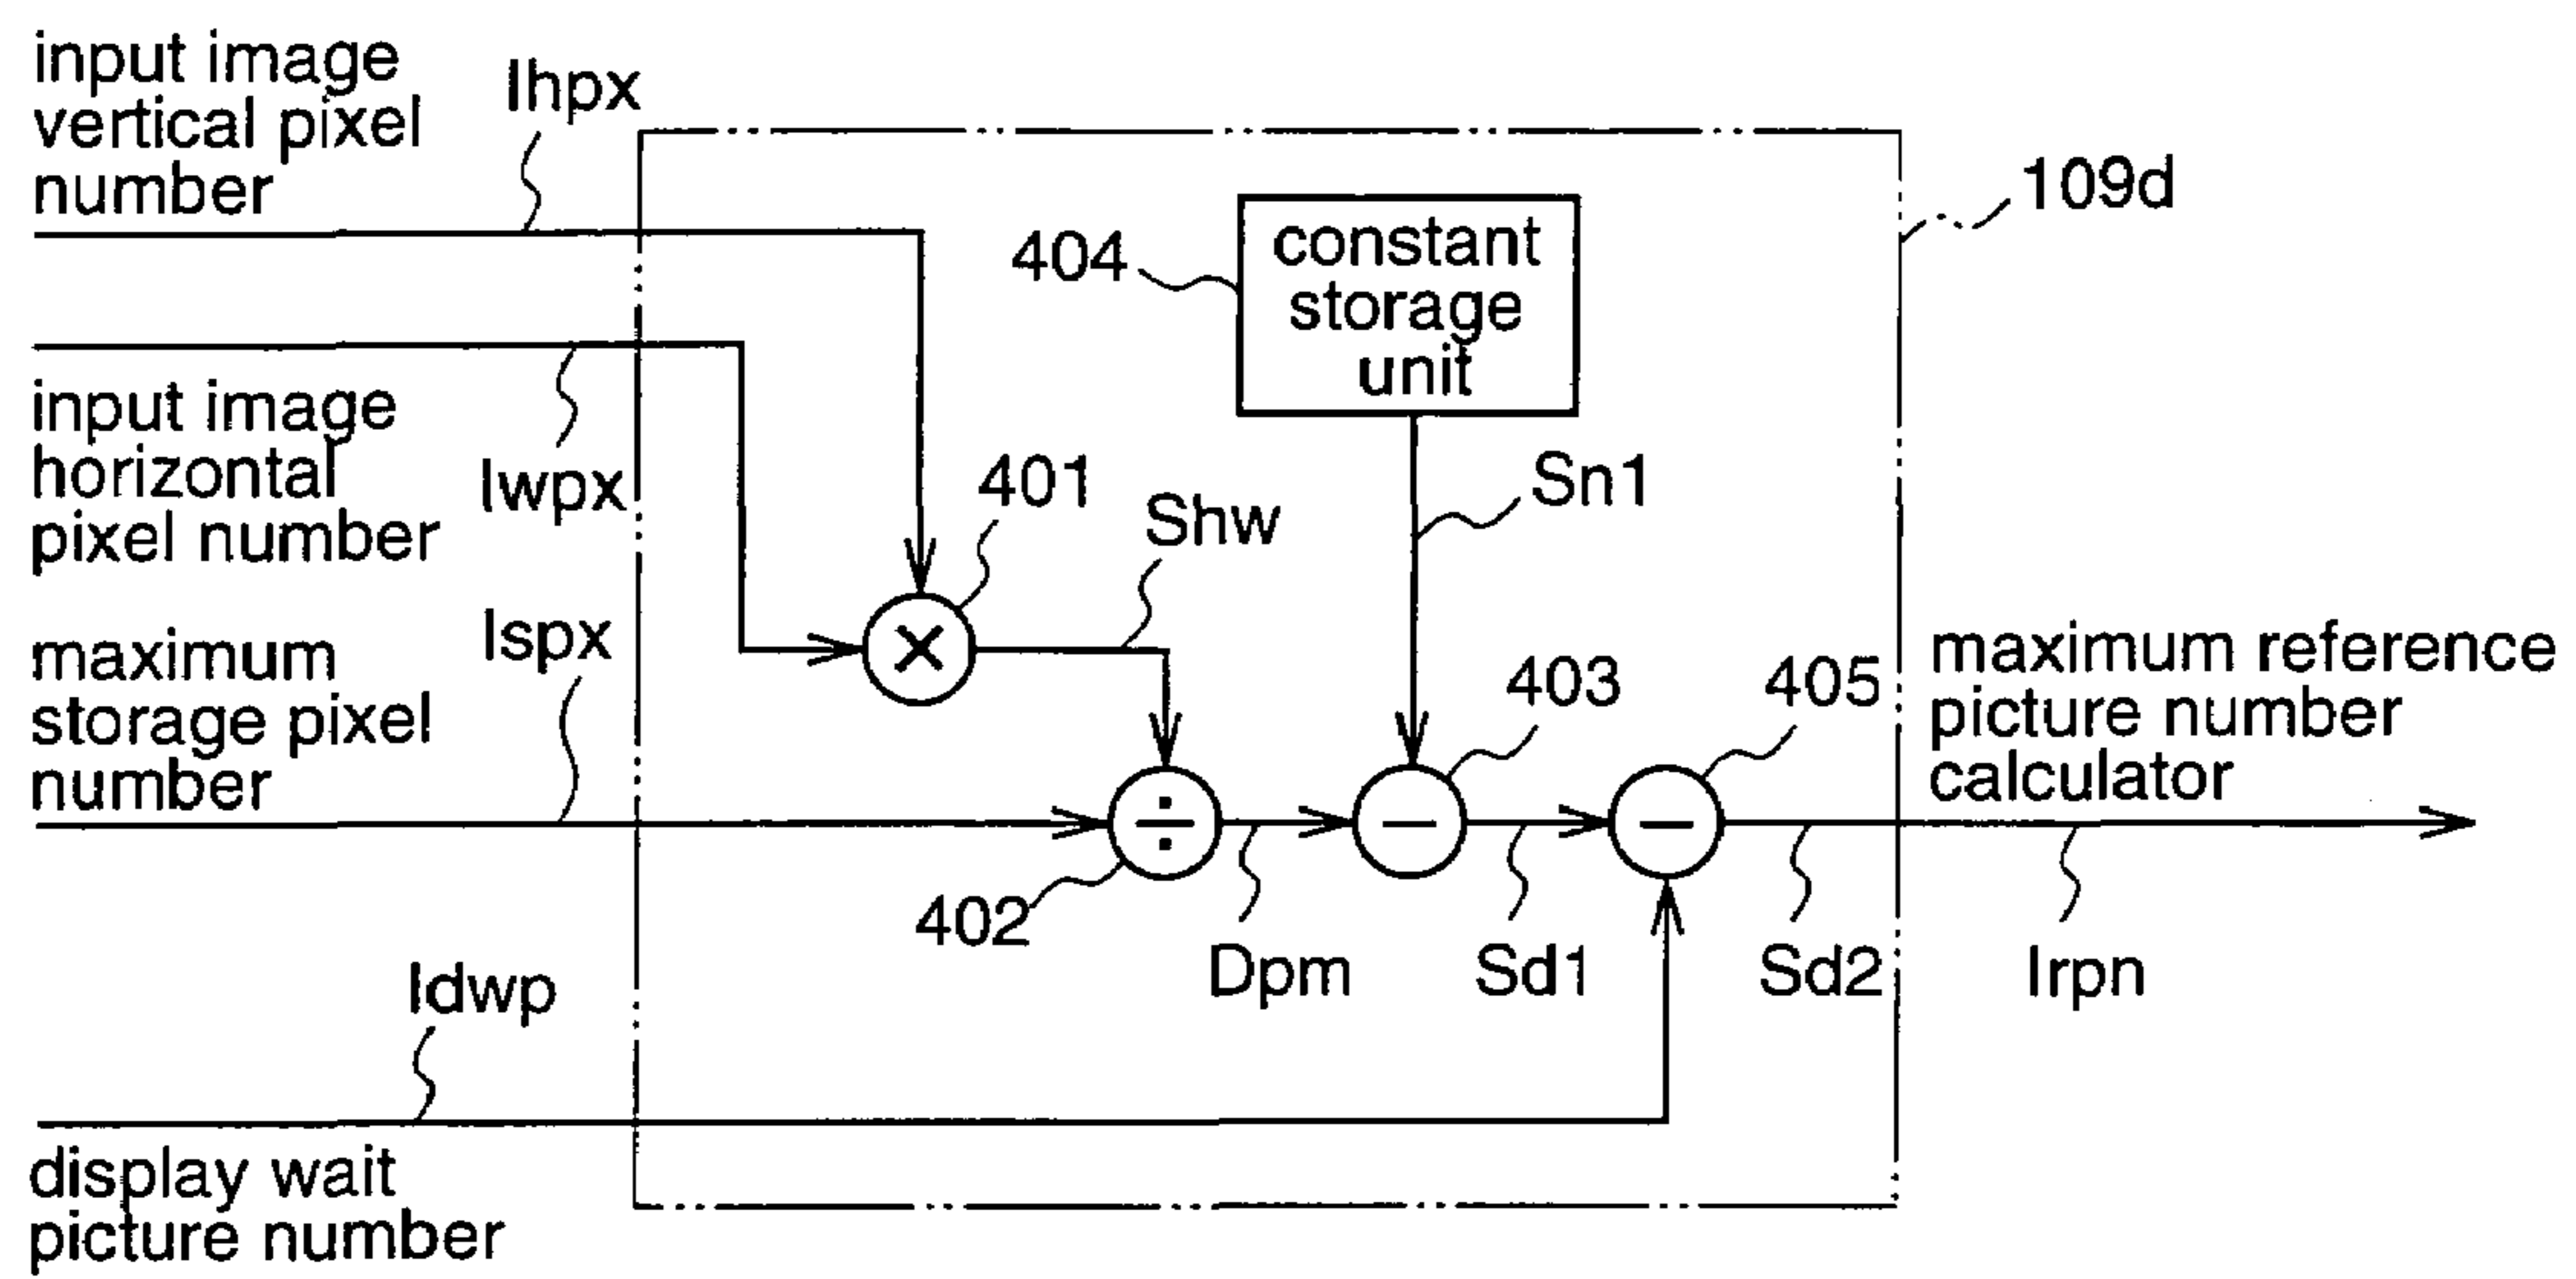 input image
vertical pixel
number
Ihpx
109d
404
constant
storage
unit
input image
horizontal
pixel number
Iwpx
401
Shw
Sn1
maximum
storage pixel
number
Ispx
403
405
maximum reference
picture number
calculator
×
÷
−
−
402
Dpm
Sd1
Sd2
Irpn
Idwp
display wait
picture number